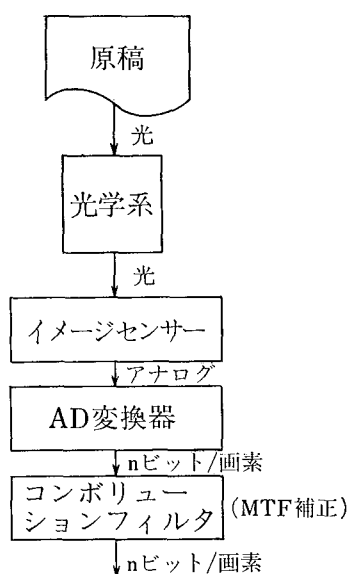 原稿
光
光学系
光
イメージセンサー
アナログ
AD変換器
nビット/画素
コンボリュー
ションフィルタ
(MTF補正)
nビット/画素